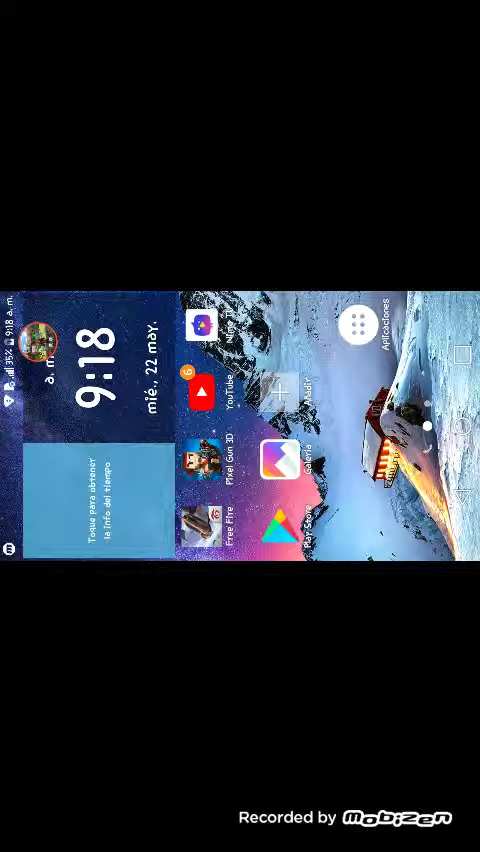 35% 9:18 a. m.
9:18
mié., 22 may.
Toque para obtener
la info del tiempo
YouTube
6
Pixel Gun 3D
Free Fire
Añadir
Galería
Play Store
Aplicaciones
Recorded by Mobizen